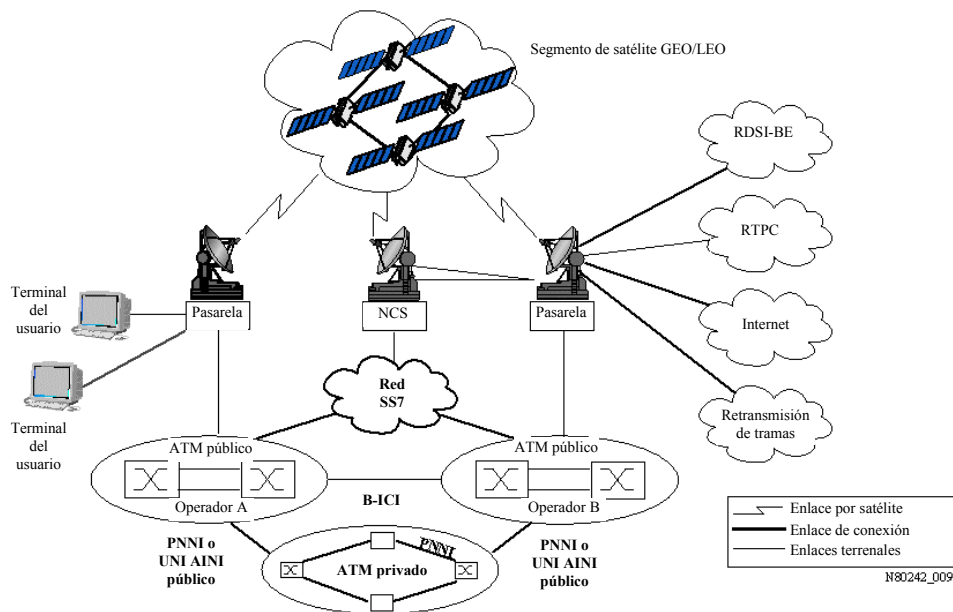 Segmento de satélite GEO/LEO
RDSI-BE
RTPC
Internet
Retransmisión
de tramas
Terminal
del
usuario
Pasarela
NCS
Pasarela
Terminal
del
usuario
Red
SS7
ATM público
Operador A
ATM público
Operador B
B-ICI
PNNI o
UNI AINI
público
PNNI
ATM privado
PNNI o
UNI AINI
público
Enlace por satélite
Enlace de conexión
Enlaces terrenales
N80242_009